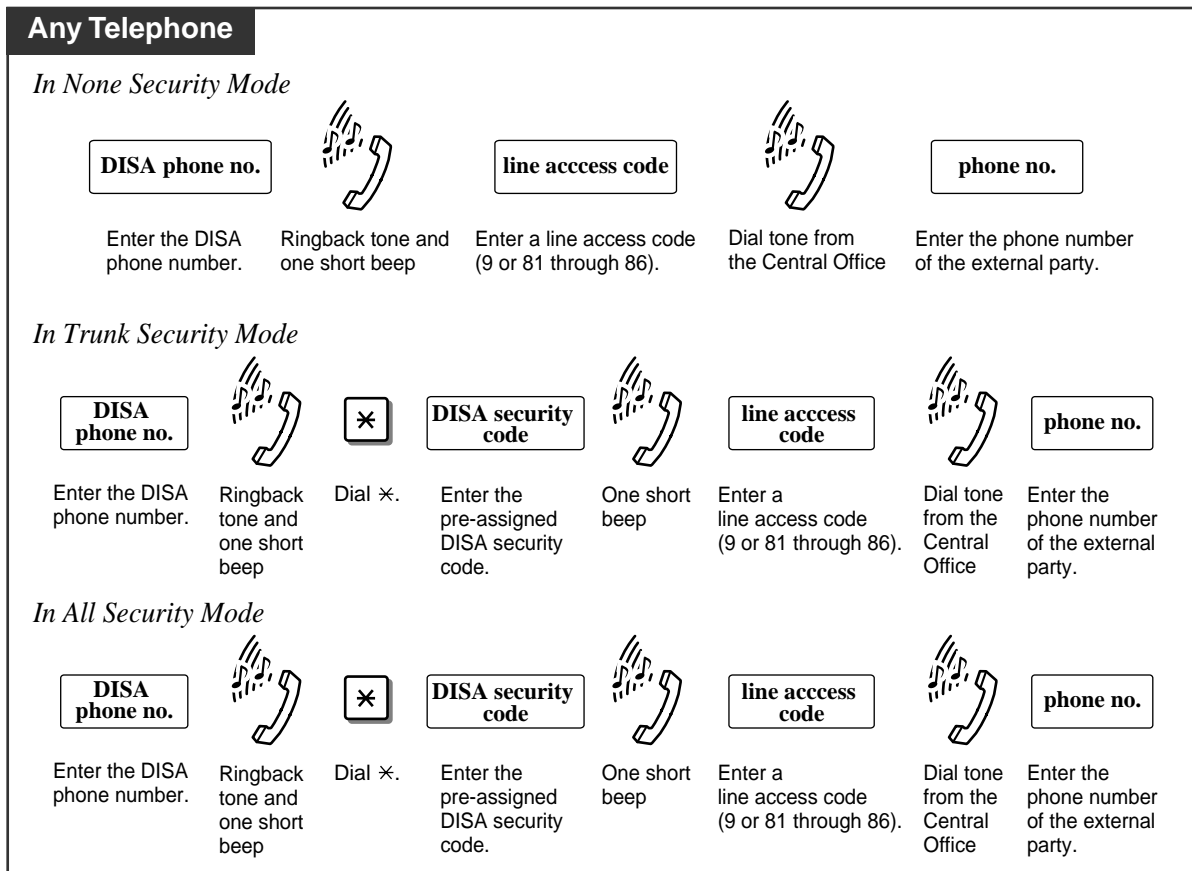 Any Telephone
In None Security Mode
DISA phone no.
line acccess code
phone no.
Enter the DISA
phone number.
Ringback tone and
one short beep
Enter a line access code
(9 or 81 through 86).
Dial tone from
the Central Office
Enter the phone number
of the external party.
In Trunk Security Mode
DISA
phone no.
*
DISA security
code
line acccess
code
phone no.
Enter the DISA
phone number.
Ringback
tone and
one short
beep
Dial *.
Enter the
pre-assigned
DISA security
code.
One short
beep
Enter a
line access code
(9 or 81 through 86).
Dial tone
from the
Central
Office
Enter the
phone number
of the external
party.
In All Security Mode
DISA
phone no.
*
DISA security
code
line acccess
code
phone no.
Enter the DISA
phone number.
Ringback
tone and
one short
beep
Dial *.
Enter the
pre-assigned
DISA security
code.
One short
beep
Enter a
line access code
(9 or 81 through 86).
Dial tone
from the
Central
Office
Enter the
phone number
of the external
party.